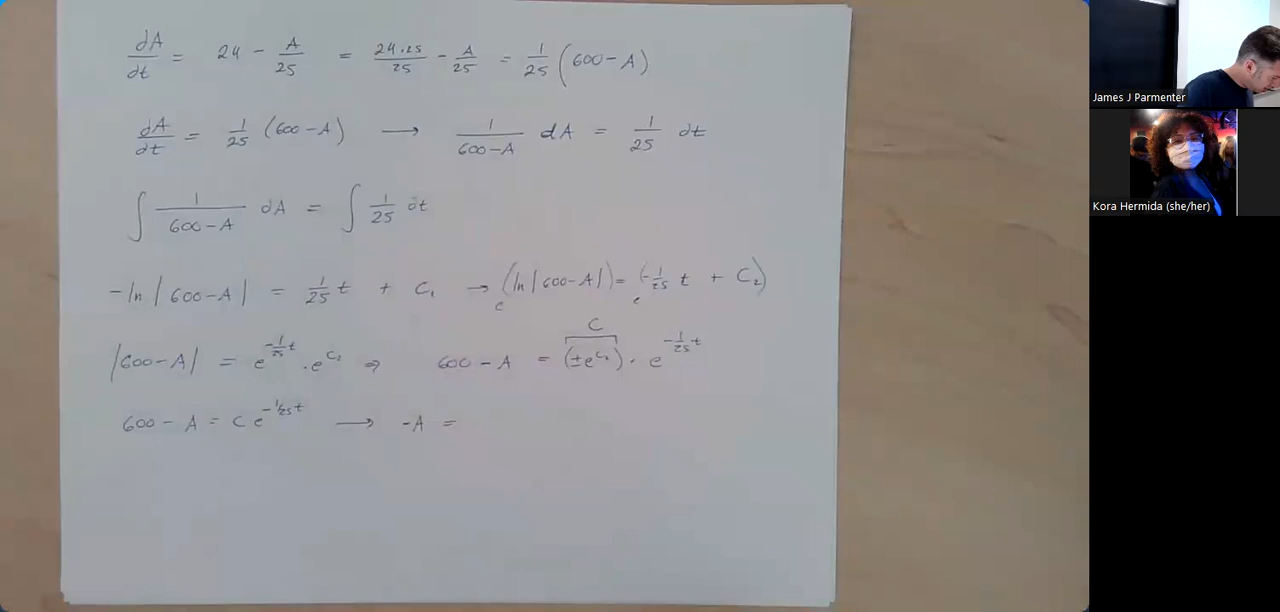 dA/dt = 24 - A/25 = 24·25/25 - A/25 = 1/25 (600 - A)
dA/dt = 1/25 (600 - A) → 1/(600 - A) dA = 1/25 dt
∫ 1/(600 - A) dA = ∫ 1/25 dt
-ln |600 - A| = 1/25 t + C₁ → e^(ln |600 - A|) = e^(-1/25 t + C₂)
|600 - A| = e^(-1/25 t) · e^(C₂) ⇒ 600 - A = (±e^(C₂)) · e^(-1/25 t)
C
600 - A = C e^(-1/25 t) → -A =
James J Parmenter
Kora Hermida (she/her)